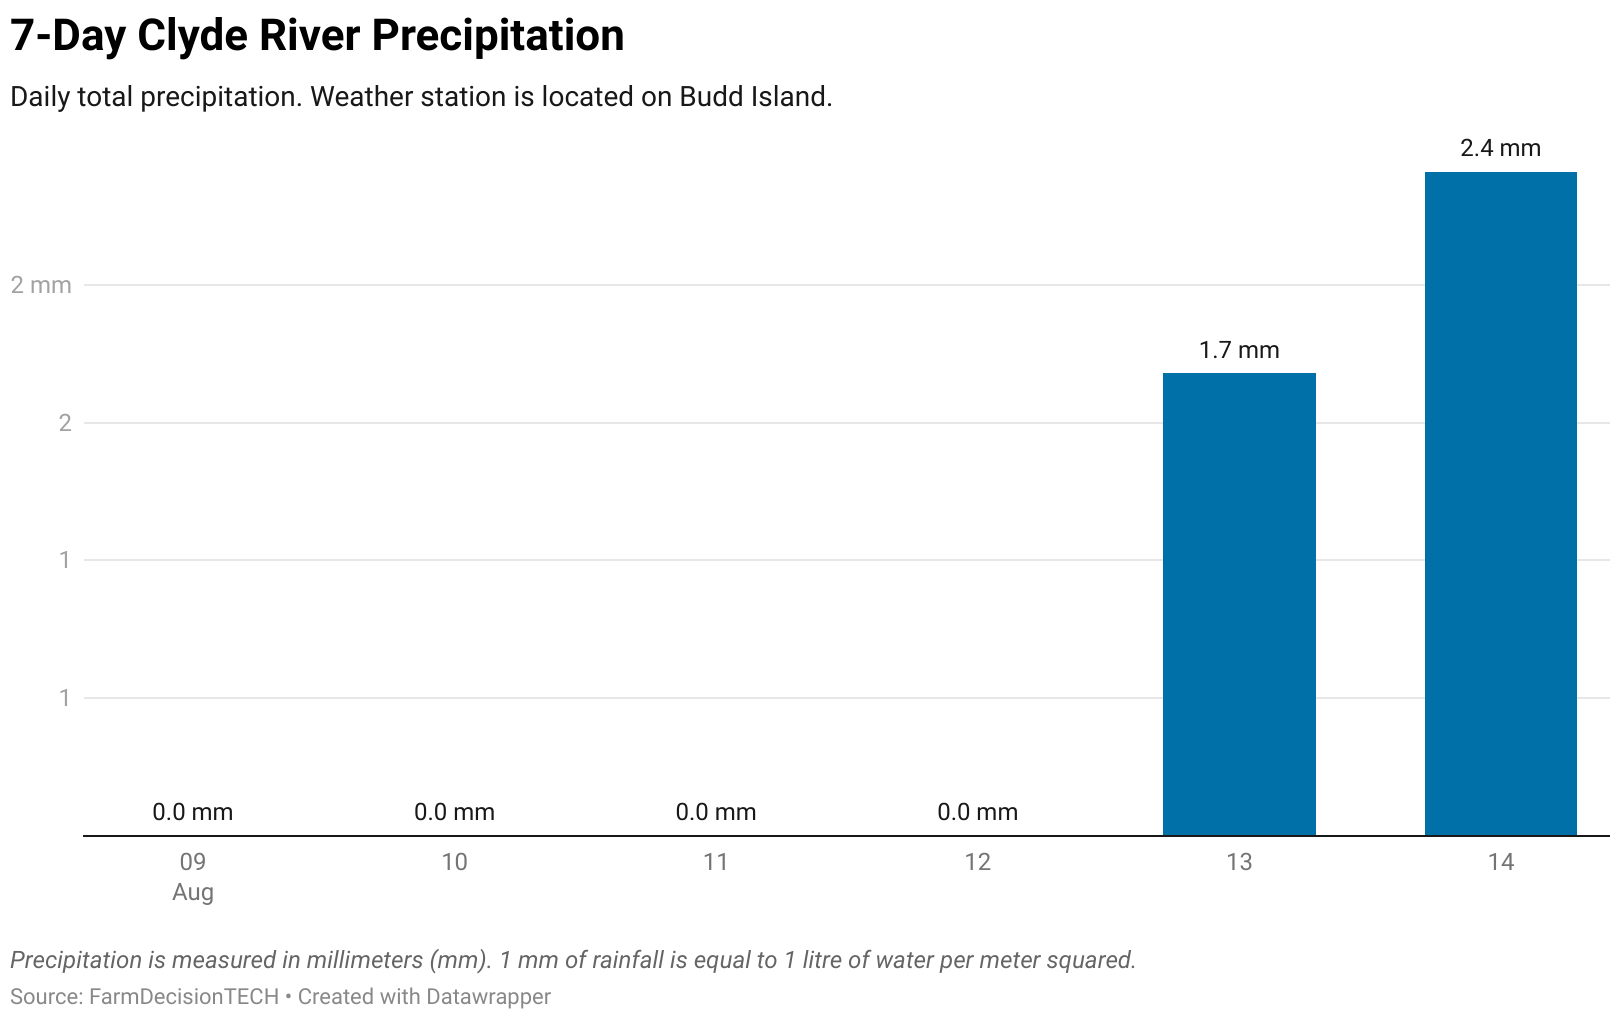 7-Day Clyde River Precipitation
Daily total precipitation. Weather station is located on Budd Island.
2.4 mm
2 mm
1.7 mm
2
1
1
0.0 mm 0.0 mm 0.0 mm 0.0 mm
09 10 11 12 13 14
Aug
Precipitation is measured in millimeters (mm). 1 mm of rainfall is equal to 1 litre of water per meter squared.
Source: FarmDecisionTECH • Created with Datawrapper